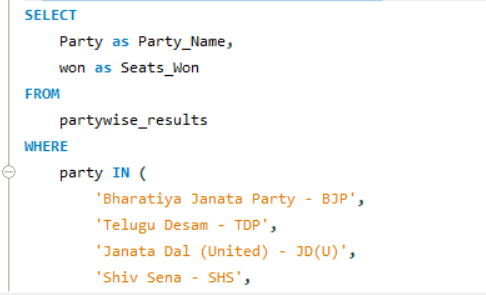 SELECT
Party as Party_Name,
won as Seats_Won
FROM
partywise_results
WHERE
party IN (
'Bharatiya Janata Party - BJP',
'Telugu Desam - TDP',
'Janata Dal (United) - JD(U)',
'Shiv Sena - SHS',